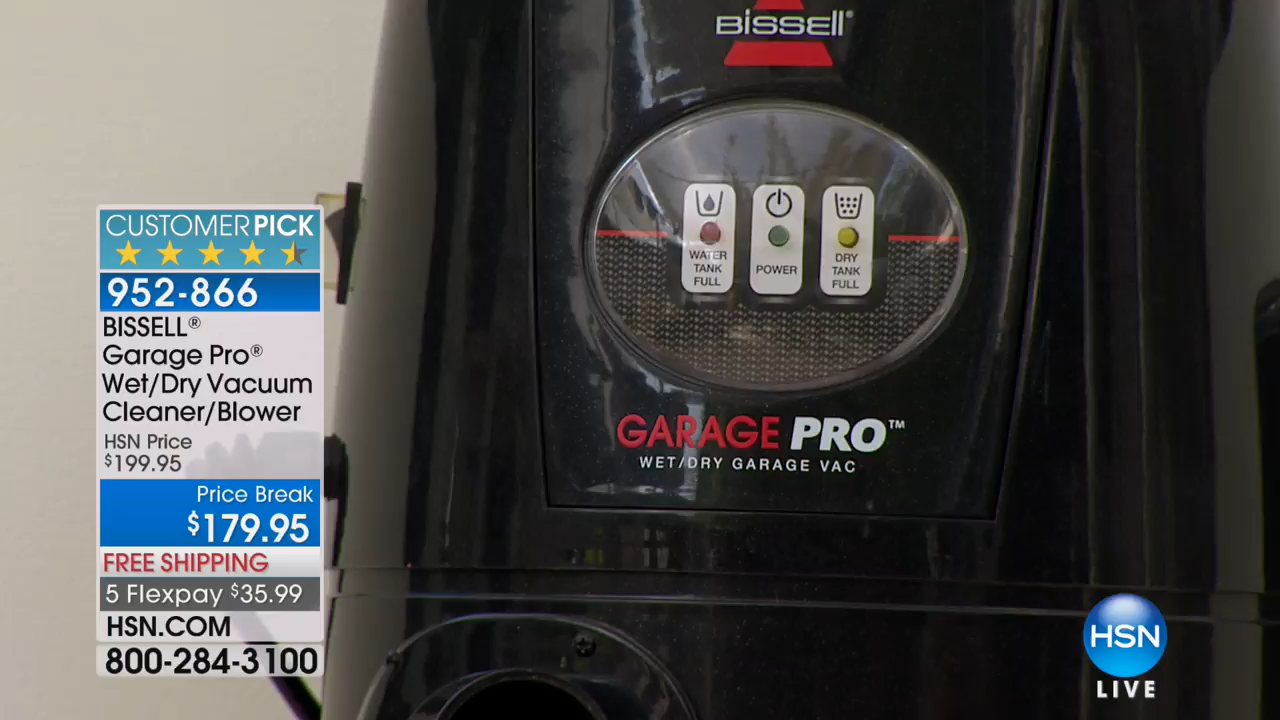 BISSELL®
WATER
TANK
FULL
POWER
DRY
TANK
FULL
GARAGE PRO™
WET/DRY GARAGE VAC
CUSTOMERPICK
952-866
BISSELL®
Garage Pro®
Wet/Dry Vacuum
Cleaner/Blower
HSN Price
$199.95
Price Break
$179.95
FREE SHIPPING
5 Flexpay $35.99
HSN.COM
800-284-3100
HSN
LIVE